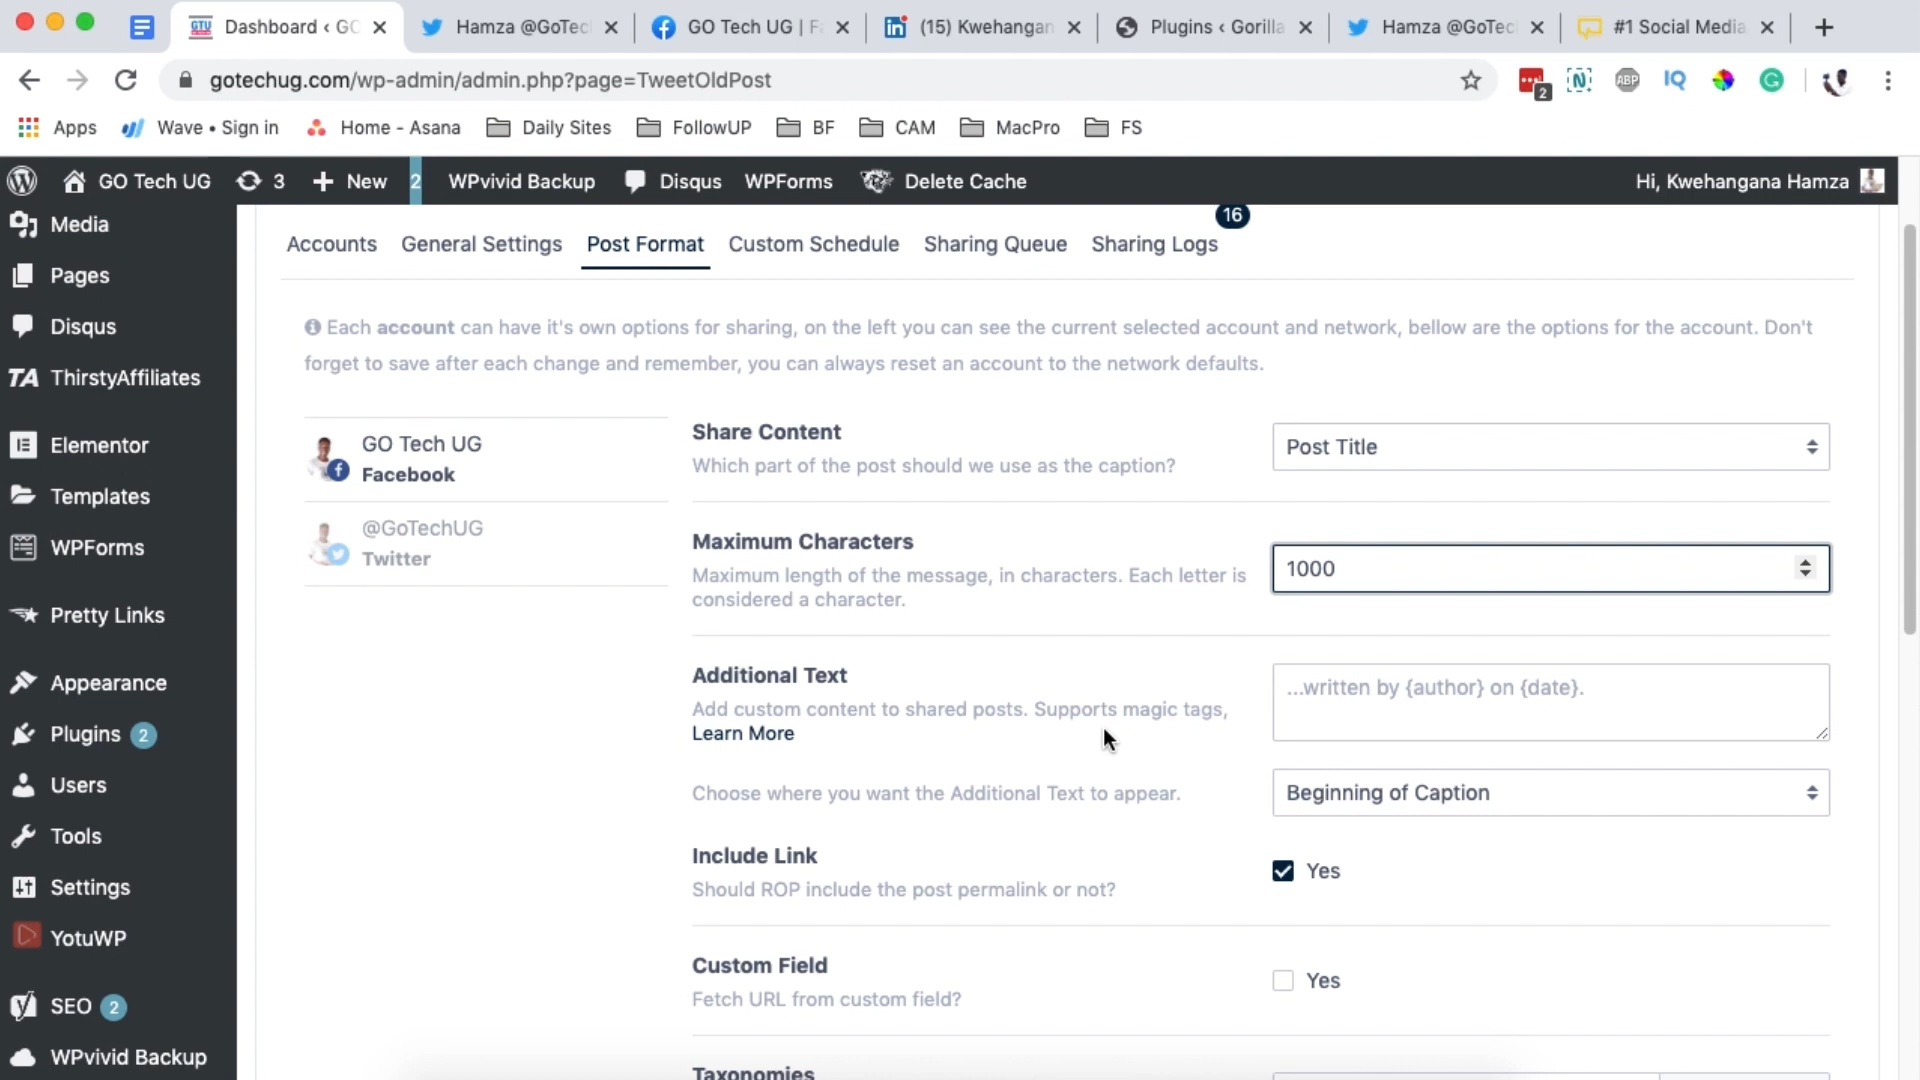 Dashboard ‹ GO
Hamza @GoTec
GO Tech UG | F
(15) Kwehangan
Plugins ‹ Gorilla
Hamza @GoTec
#1 Social Media
gotechug.com/wp-admin/admin.php?page=TweetOldPost
2
ABP
IQ
Apps
Wave • Sign in
Home - Asana
Daily Sites
FollowUP
BF
CAM
MacPro
FS
GO Tech UG
3
New
2
WPvivid Backup
Disqus
WPForms
Delete Cache
Hi, Kwehangana Hamza
Media
Pages
Disqus
TA ThirstyAffiliates
Elementor
Templates
WPForms
Pretty Links
Appearance
Plugins 2
Users
Tools
Settings
YotuWP
SEO 2
WPvivid Backup
16
Accounts
General Settings
Post Format
Custom Schedule
Sharing Queue
Sharing Logs
Each account can have it's own options for sharing, on the left you can see the current selected account and network, bellow are the options for the account. Don't
forget to save after each change and remember, you can always reset an account to the network defaults.
GO Tech UG
Facebook
@GoTechUG
Twitter
Share Content
Which part of the post should we use as the caption?
Post Title
Maximum Characters
Maximum length of the message, in characters. Each letter is
considered a character.
1000
Additional Text
Add custom content to shared posts. Supports magic tags,
Learn More
...written by {author} on {date}.
Choose where you want the Additional Text to appear.
Beginning of Caption
Include Link
Should ROP include the post permalink or not?
Yes
Custom Field
Fetch URL from custom field?
Yes
Taxonomies